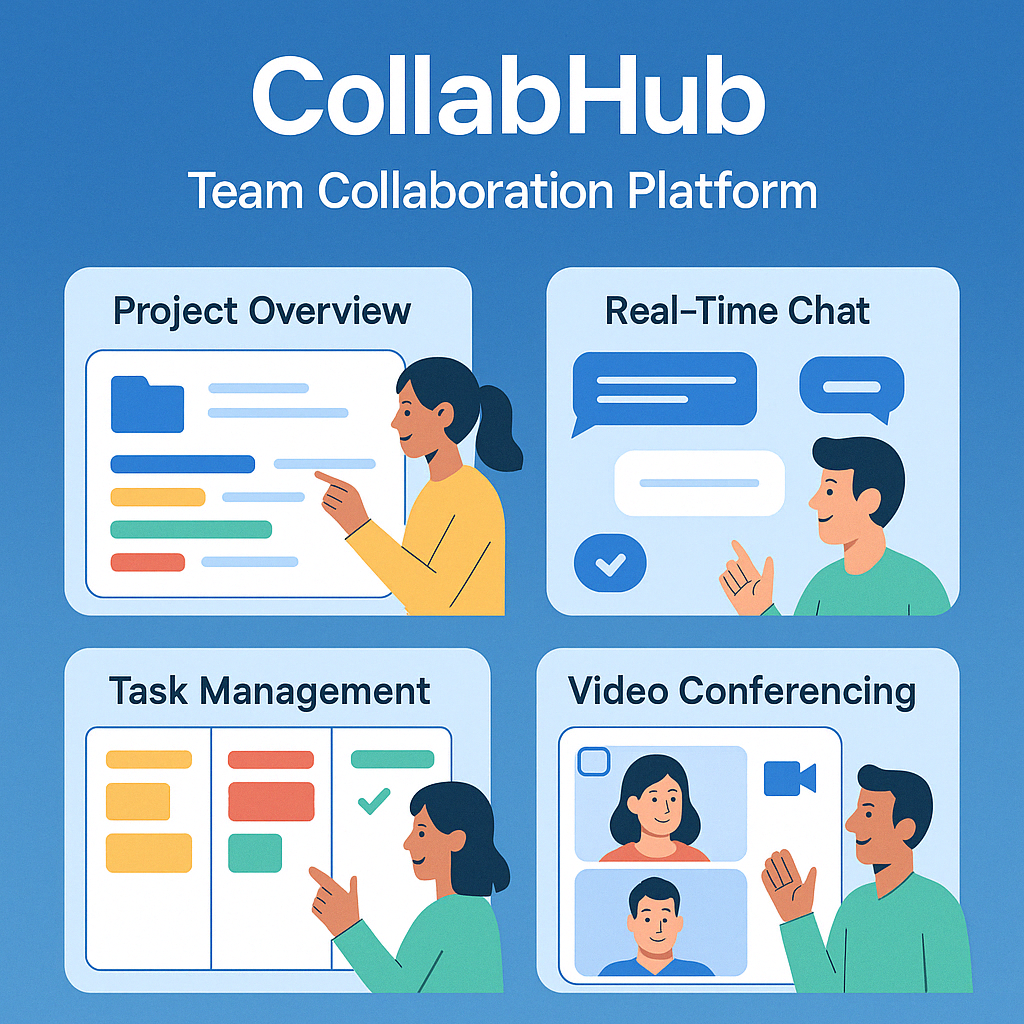 CollabHub
Team Collaboration Platform
Project Overview
Real-Time Chat
Task Management
Video Conferencing